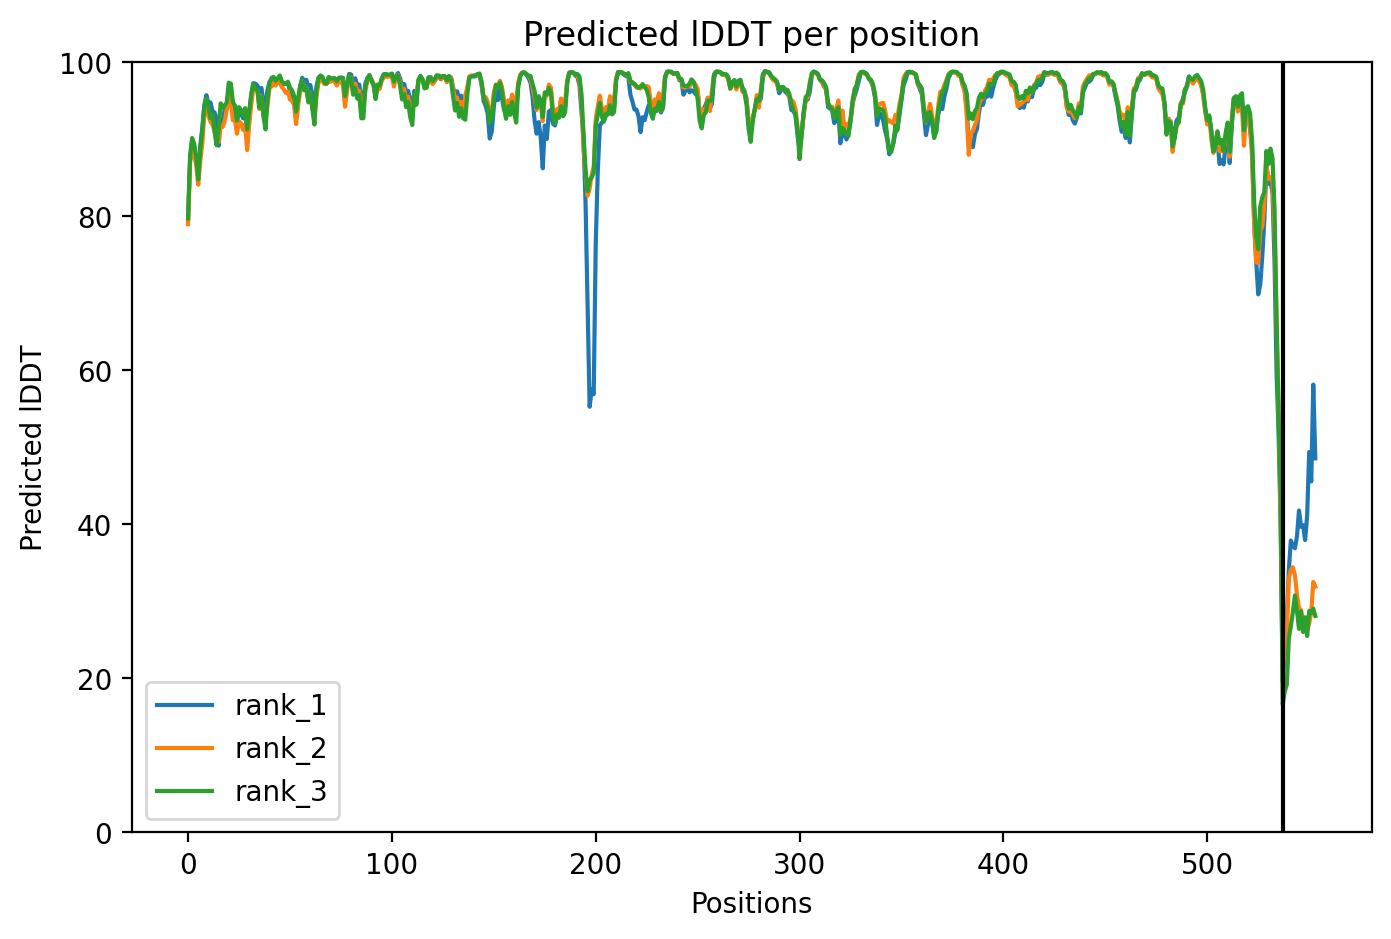 Predicted lDDT per position
Predicted lDDT
100
80
60
40
20
0
rank_1
rank_2
rank_3
0 100 200 300 400 500
Positions